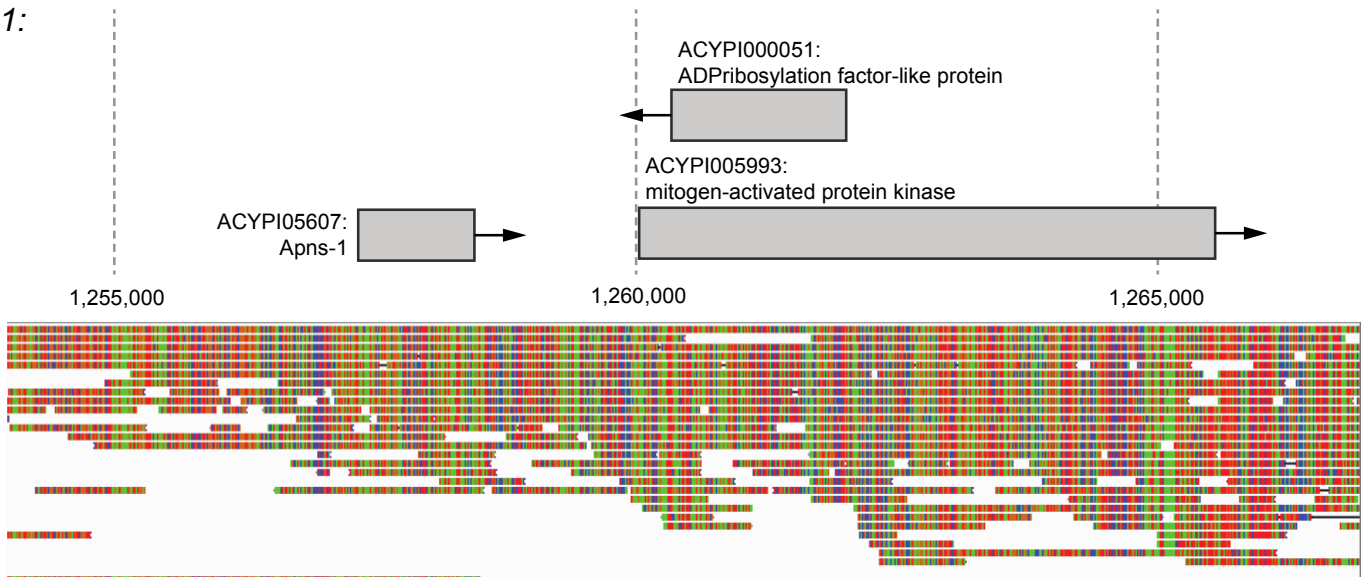 1:
ACYPI000051:
ADPribosylation factor-like protein
ACYPI005993:
mitogen-activated protein kinase
ACYPI05607:
Apns-1
1,255,000
1,260,000
1,265,000